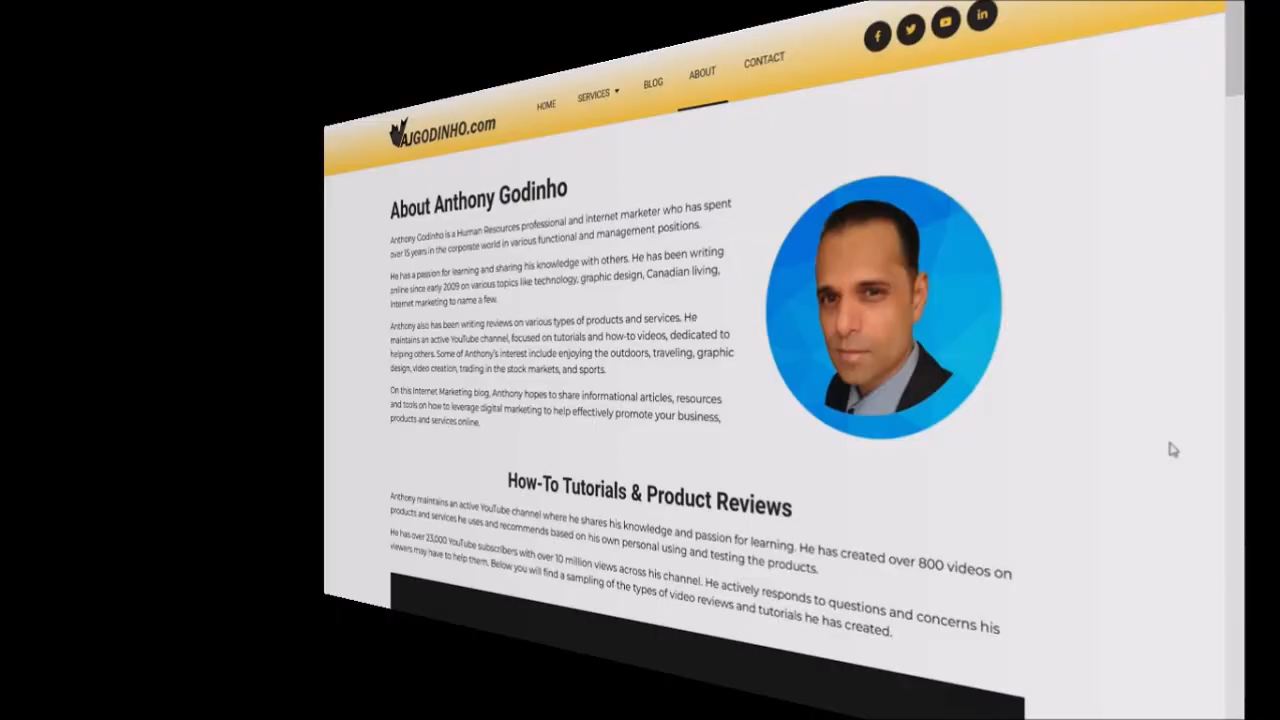 HOME
SERVICES
BLOG
ABOUT
CONTACT
AJGODINHO.com
About Anthony Godinho
Anthony Godinho is a Human Resources professional and internet marketer who has spent
over 15 years in the corporate world in various functional and management positions.
He has a passion for learning and sharing his knowledge with others. He has been writing
online since early 2009 on various topics like technology, graphic design, Canadian living,
internet marketing to name a few.
Anthony also has been writing reviews on various types of products and services. He
maintains an active YouTube channel, focused on tutorials and how-to videos, dedicated to
helping others. Some of Anthony's interest include enjoying the outdoors, traveling, graphic
design, video creation, trading in the stock markets, and sports.
On this Internet Marketing blog, Anthony hopes to share informational articles, resources
and tools on how to leverage digital marketing to help effectively promote your business,
products and services online.
How-To Tutorials & Product Reviews
Anthony maintains an active YouTube channel where he shares his knowledge and passion for learning. He has created over 800 videos on
products and services he uses and recommends based on his own personal using and testing the products.
He has over 23,000 YouTube subscribers with over 10 million views across his channel. He actively responds to questions and concerns his
viewers may have to help them. Below you will find a sampling of the types of video reviews and tutorials he has created.